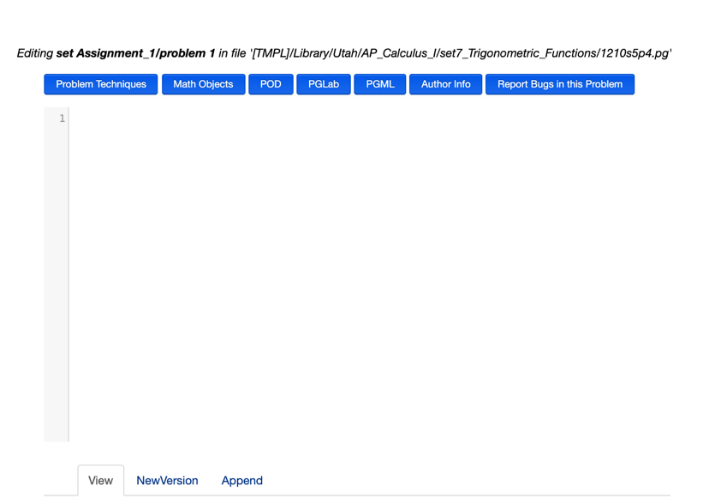 Editing set Assignment_1/problem 1 in file '[TMPL]/Library/Utah/AP_Calculus_I/set7_Trigonometric_Functions/1210s5p4.pg'
Problem Techniques Math Objects POD PGLab PGML Author Info Report Bugs in this Problem
1
View NewVersion Append